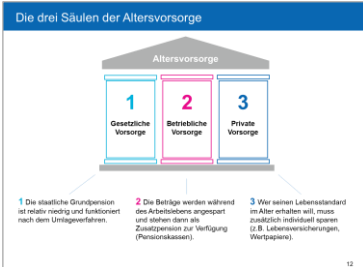 Die drei Säulen der Altersvorsorge
Altersvorsorge
1
Gesetzliche
Vorsorge
2
Betriebliche
Vorsorge
3
Private
Vorsorge
1 Die staatliche Grundpension
ist relativ niedrig und funktioniert
nach dem Umlageverfahren.
2 Die Beträge werden während
des Arbeitslebens angespart
und stehen dann als
Zusatzpension zur Verfügung
(Pensionskassen).
3 Wer seinen Lebensstandard
im Alter erhalten will, muss
zusätzlich individuell sparen
(z.B. Lebensversicherungen,
Wertpapiere).
12